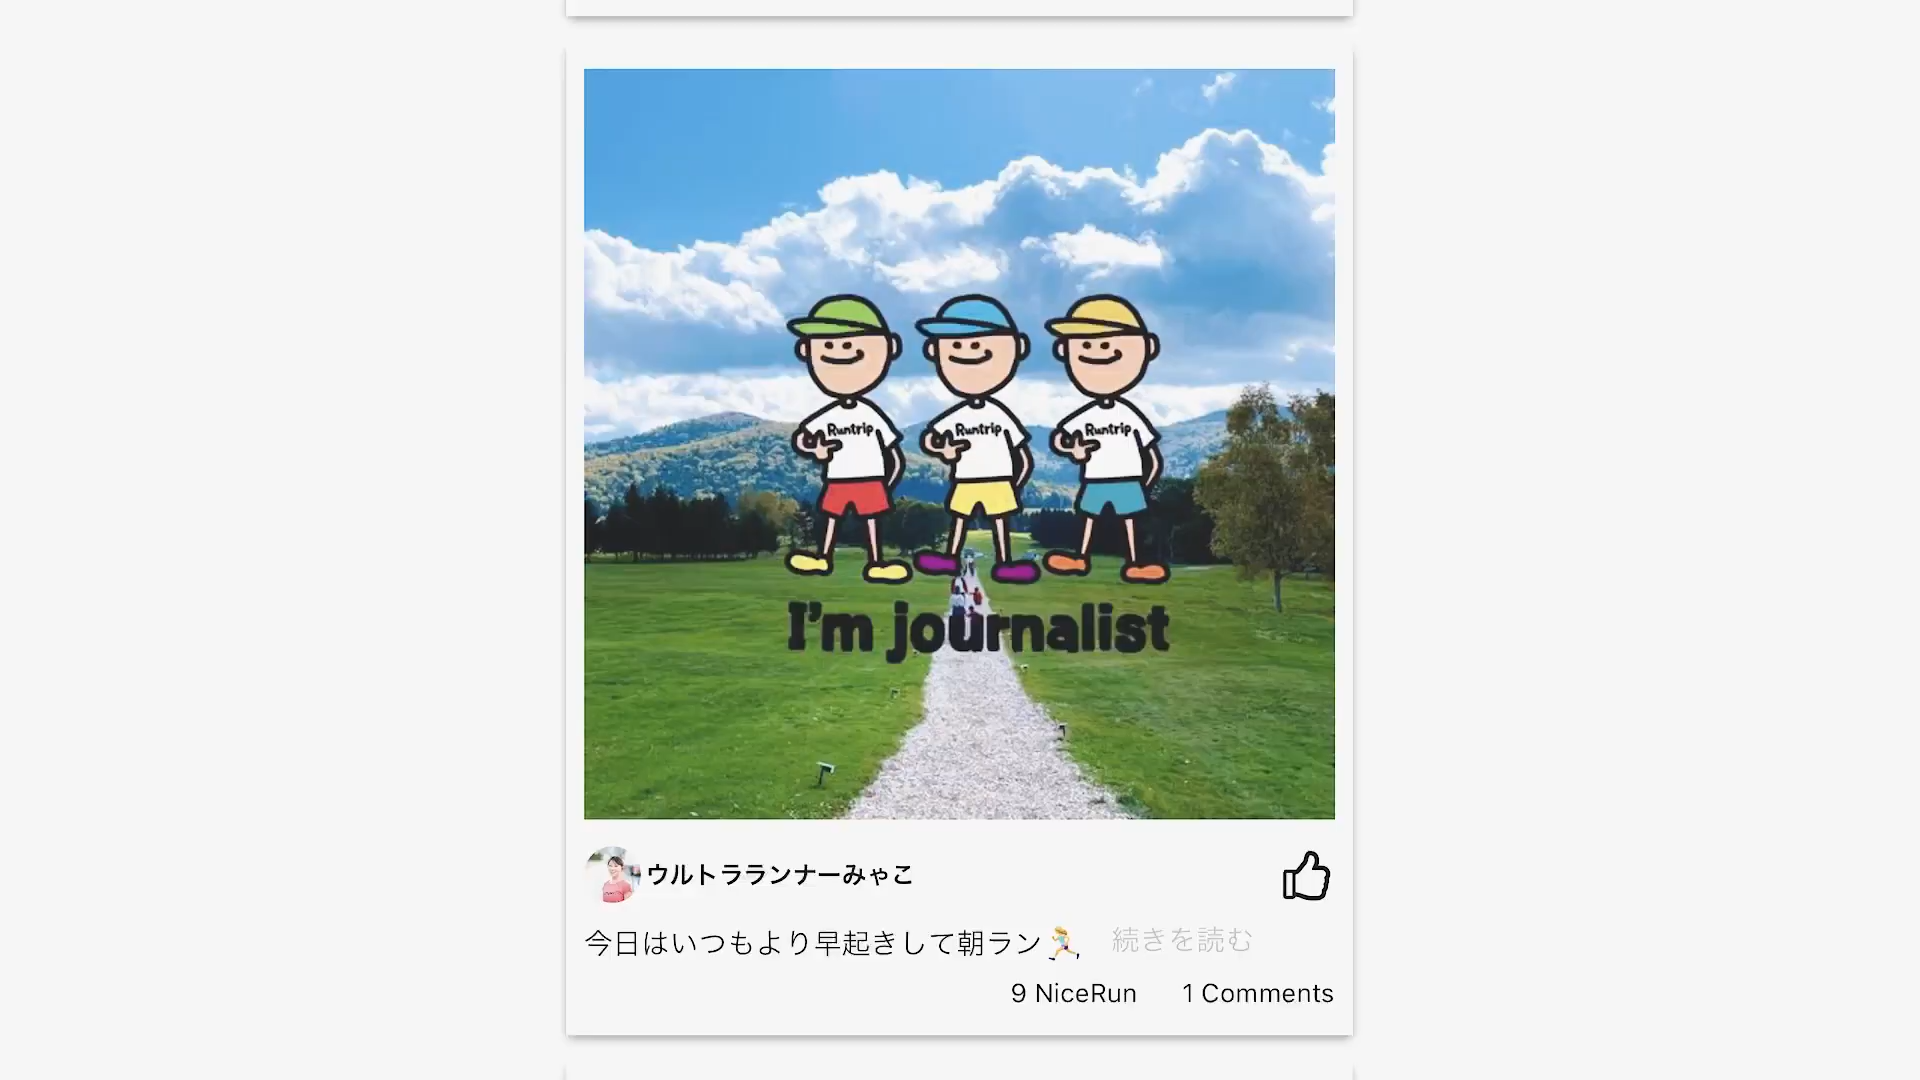 Runtrip Runtrip Runtrip
I'm journalist
ウルトラランナーみゃこ
今日はいつもより早起きして朝ラン🏃 続きを読む
9 NiceRun 1 Comments